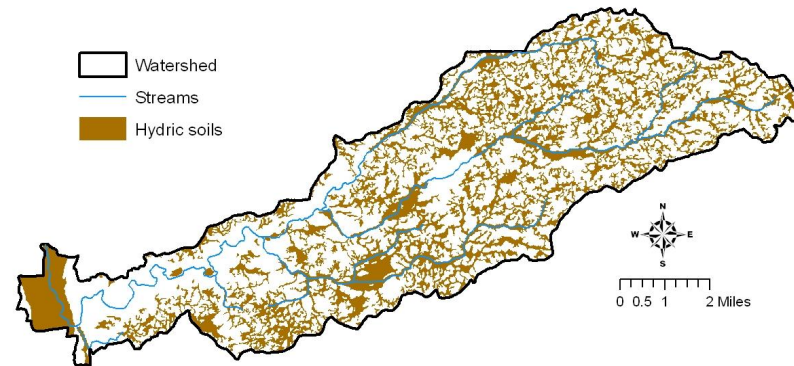 Watershed
Streams
Hydric soils
N
W E
S
0 0.5 1 2 Miles